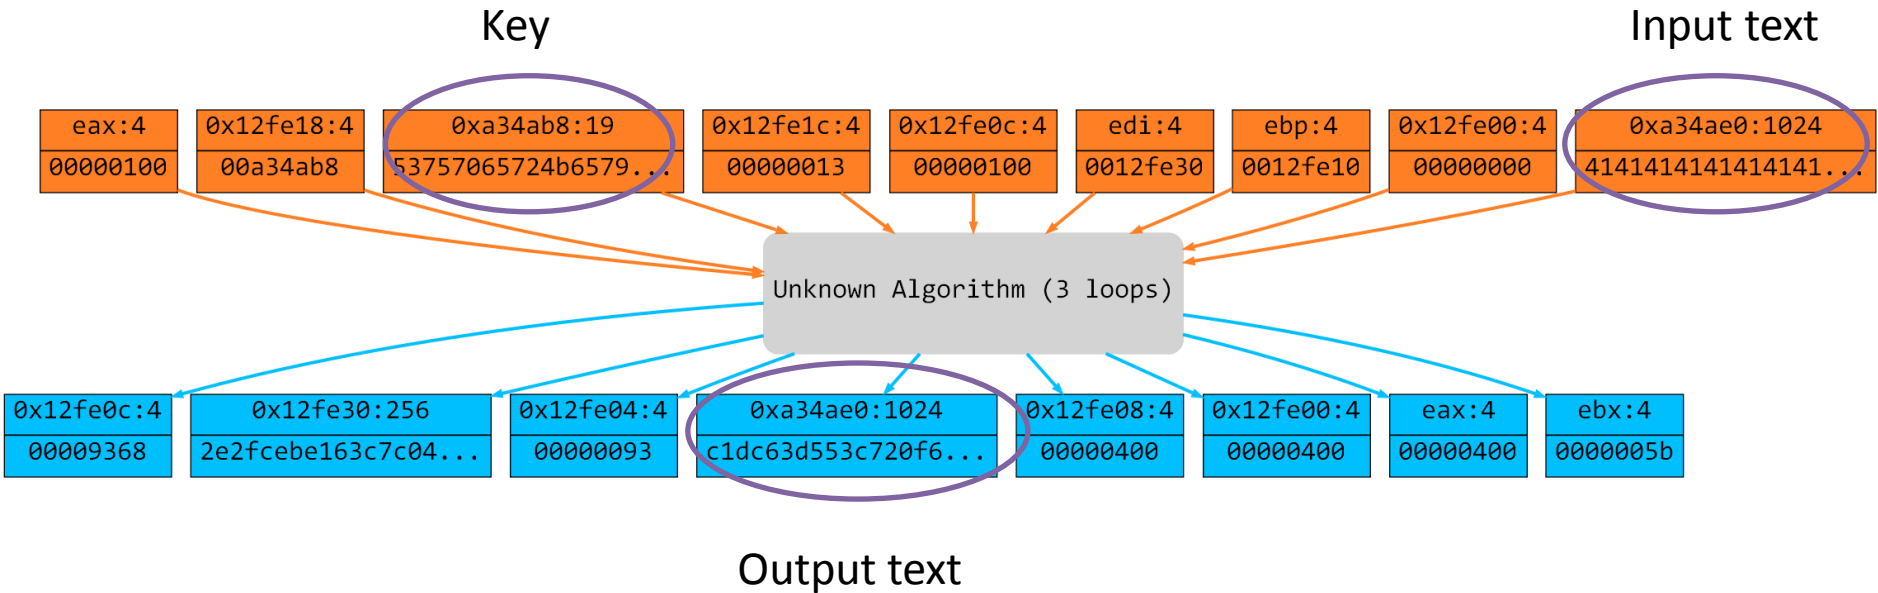 Key
Input text
eax:4
00000100
0x12fe18:4
00a34ab8
0xa34ab8:19
53757065724b6579...
0x12fe1c:4
00000013
0x12fe0c:4
00000100
edi:4
0012fe30
ebp:4
0012fe10
0x12fe00:4
00000000
0xa34ae0:1024
4141414141414141...
Unknown Algorithm (3 loops)
0x12fe0c:4
00009368
0x12fe30:256
2e2fcebe163c7c04...
0x12fe04:4
00000093
0xa34ae0:1024
c1dc63d553c720f6...
0x12fe08:4
00000400
0x12fe00:4
00000400
eax:4
00000400
ebx:4
0000005b
Output text